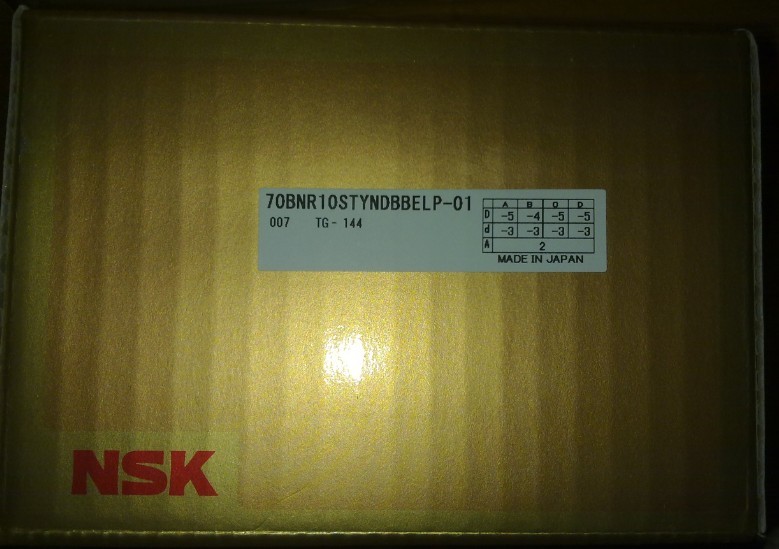 70BNR10STYNDBBELP-01
007 TG- 144
A B C D
D -5 -4 -5 -5
d -3 -3 -3 -3
A 2
MADE IN JAPAN
NSK